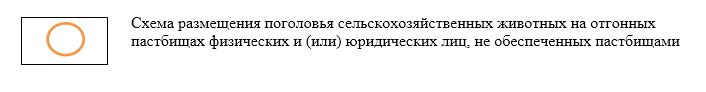 Схема размещения поголовья сельскохозяйственных животных на отгонных
пастбищах физических и (или) юридических лиц, не обеспеченных пастбищами